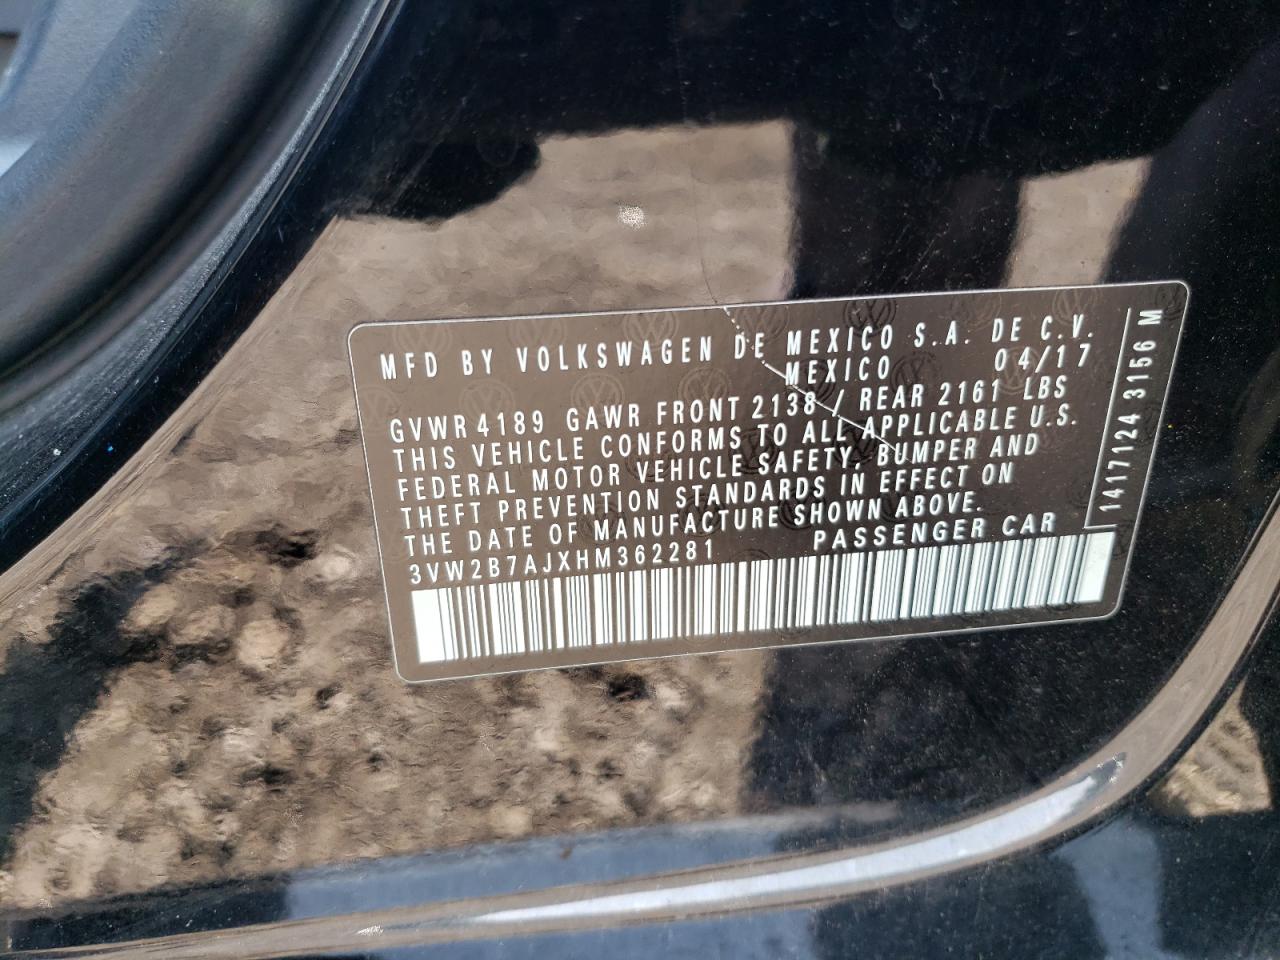 MFD BY VOLKSWAGEN DE MEXICO S.A. DE C.V.
MEXICO 04/17
GVWR 4189 GAWR FRONT 2138 / REAR 2161 LBS
THIS VEHICLE CONFORMS TO ALL APPLICABLE U.S.
FEDERAL MOTOR VEHICLE SAFETY, BUMPER AND
THEFT PREVENTION STANDARDS IN EFFECT ON
THE DATE OF MANUFACTURE SHOWN ABOVE.
3VW2B7AJXHM362281 PASSENGER CAR
1417124 3156 M